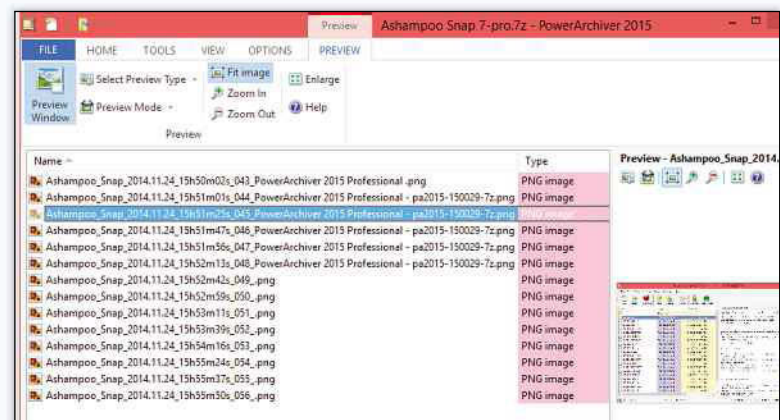 Preview
Ashampoo Snap 7-pro.7z - PowerArchiver 2015
FILE HOME TOOLS VIEW OPTIONS PREVIEW
Preview Window
Select Preview Type
Preview Mode
Fit image
Zoom In
Zoom Out
Enlarge
Help
Preview
Name Type
Ashampoo_Snap_2014.11.24_15h50m02s_043_PowerArchiver 2015 Professional .png PNG image
Ashampoo_Snap_2014.11.24_15h51m01s_044_PowerArchiver 2015 Professional - pa2015-150029-7z.png PNG image
Ashampoo_Snap_2014.11.24_15h51m25s_045_PowerArchiver 2015 Professional - pa2015-150029-7z.png PNG image
Ashampoo_Snap_2014.11.24_15h51m47s_046_PowerArchiver 2015 Professional - pa2015-150029-7z.png PNG image
Ashampoo_Snap_2014.11.24_15h51m56s_047_PowerArchiver 2015 Professional - pa2015-150029-7z.png PNG image
Ashampoo_Snap_2014.11.24_15h52m13s_048_PowerArchiver 2015 Professional - pa2015-150029-7z.png PNG image
Ashampoo_Snap_2014.11.24_15h52m42s_049_.png PNG image
Ashampoo_Snap_2014.11.24_15h52m59s_050_.png PNG image
Ashampoo_Snap_2014.11.24_15h53m11s_051_.png PNG image
Ashampoo_Snap_2014.11.24_15h53m39s_052_.png PNG image
Ashampoo_Snap_2014.11.24_15h54m16s_053_.png PNG image
Ashampoo_Snap_2014.11.24_15h55m24s_054_.png PNG image
Ashampoo_Snap_2014.11.24_15h55m37s_055_.png PNG image
Ashampoo_Snap_2014.11.24_15h55m50s_056_.png PNG image
Preview - Ashampoo_Snap_2014.